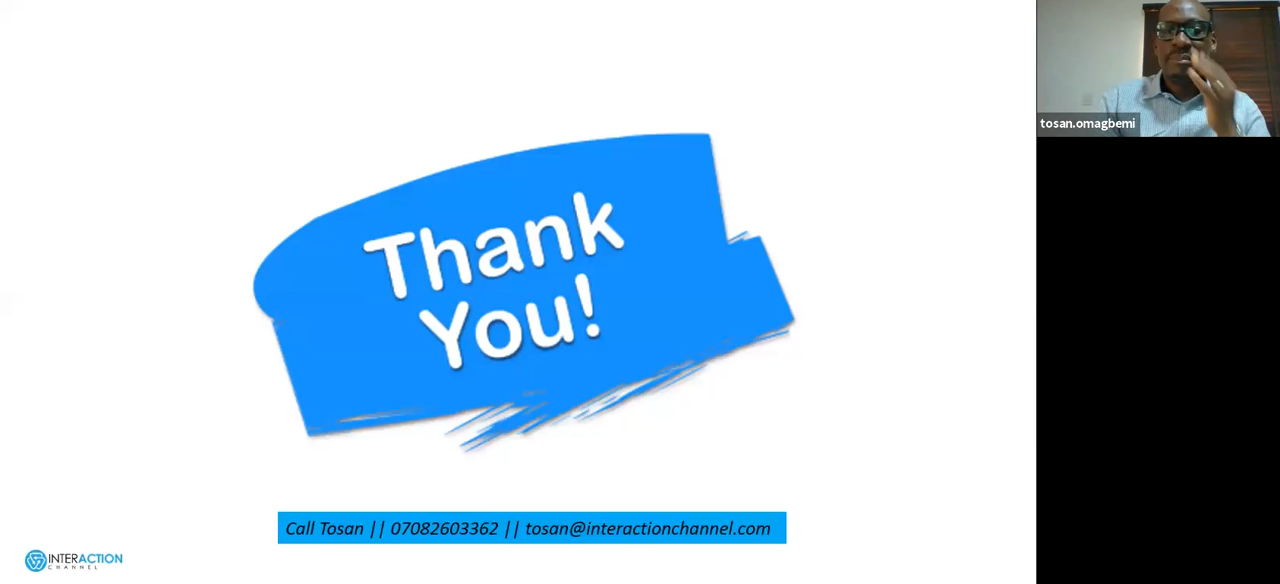 tosan.omagbemi
Thank
You!
Call Tosan || 07082603362 || tosan@interactionchannel.com
INTERACTION
CHANNEL